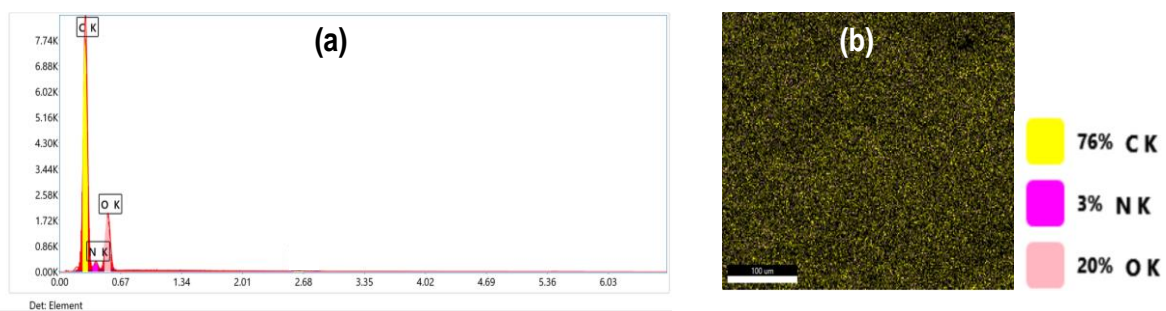 (a)
C K
7.74K
6.88K
6.02K
5.16K
4.30K
3.44K
2.58K
1.72K
0.86K
0.00K
O K
N K
0.00 0.67 1.34 2.01 2.68 3.35 4.02 4.69 5.36 6.03
Det: Element
(b)
100 um
76% C K
3% N K
20% O K